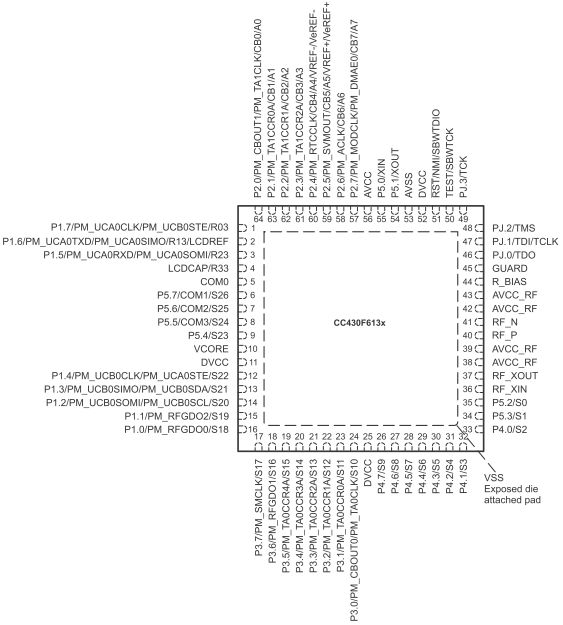 P2.0/PM_CBOUT1/PM_TA1CLK/CB0/A0
P2.1/PM_TA1CCR0A/CB1/A1
P2.2/PM_TA1CCR1A/CB2/A2
P2.3/PM_TA1CCR2A/CB3/A3
P2.4/PM_RTCCLK/CB4/A4/VREF-/VeREF-
P2.5/PM_SVMOUT/CB5/A5/VREF+/VeREF+
P2.6/PM_ACLK/CB6/A6
P2.7/PM_MODCLK/PM_DMAE0/CB7/A7
AVCC
P5.0/XIN
P5.1/XOUT
AVSS
DVCC
RST/NMI/SBWTDIO
TEST/SBWTCK
PJ.3/TCK
64 63 62 61 60 59 58 57 56 55 54 53 52 51 50 49
P1.7/PM_UCA0CLK/PM_UCB0STE/R03 1
P1.6/PM_UCA0TXD/PM_UCA0SIMO/R13/LCDREF 2
P1.5/PM_UCA0RXD/PM_UCA0SOMI/R23 3
LCDCAP/R33 4
COM0 5
P5.7/COM1/S26 6
P5.6/COM2/S25 7
P5.5/COM3/S24 8
P5.4/S23 9
VCORE 10
DVCC 11
P1.4/PM_UCB0CLK/PM_UCA0STE/S22 12
P1.3/PM_UCB0SIMO/PM_UCB0SDA/S21 13
P1.2/PM_UCB0SOMI/PM_UCB0SCL/S20 14
P1.1/PM_RFGDO2/S19 15
P1.0/PM_RFGDO0/S18 16
CC430F613x
48 PJ.2/TMS
47 PJ.1/TDI/TCLK
46 PJ.0/TDO
45 GUARD
44 R_BIAS
43 AVCC_RF
42 AVCC_RF
41 RF_N
40 RF_P
39 AVCC_RF
38 AVCC_RF
37 RF_XOUT
36 RF_XIN
35 P5.2/S0
34 P5.3/S1
33 P4.0/S2
17 18 19 20 21 22 23 24 25 26 27 28 29 30 31 32
P3.7/PM_SMCLK/S17
P3.6/PM_RFGDO1/S16
P3.5/PM_TA0CCR4A/S15
P3.4/PM_TA0CCR3A/S14
P3.3/PM_TA0CCR2A/S13
P3.2/PM_TA0CCR1A/S12
P3.1/PM_TA0CCR0A/S11
P3.0/PM_CBOUT0/PM_TA0CLK/S10
DVCC
P4.7/S9
P4.6/S8
P4.5/S7
P4.4/S6
P4.3/S5
P4.2/S4
P4.1/S3
VSS
Exposed die
attached pad